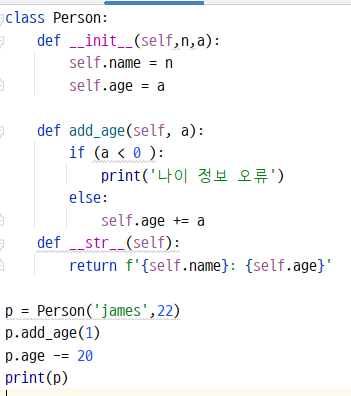 class Person:
    def __init__(self,n,a):
        self.name = n
        self.age = a

    def add_age(self, a):
        if (a < 0 ):
            print('나이 정보 오류')
        else:
            self.age += a
    def __str__(self):
        return f'{self.name}: {self.age}'

p = Person('james',22)
p.add_age(1)
p.age -= 20
print(p)